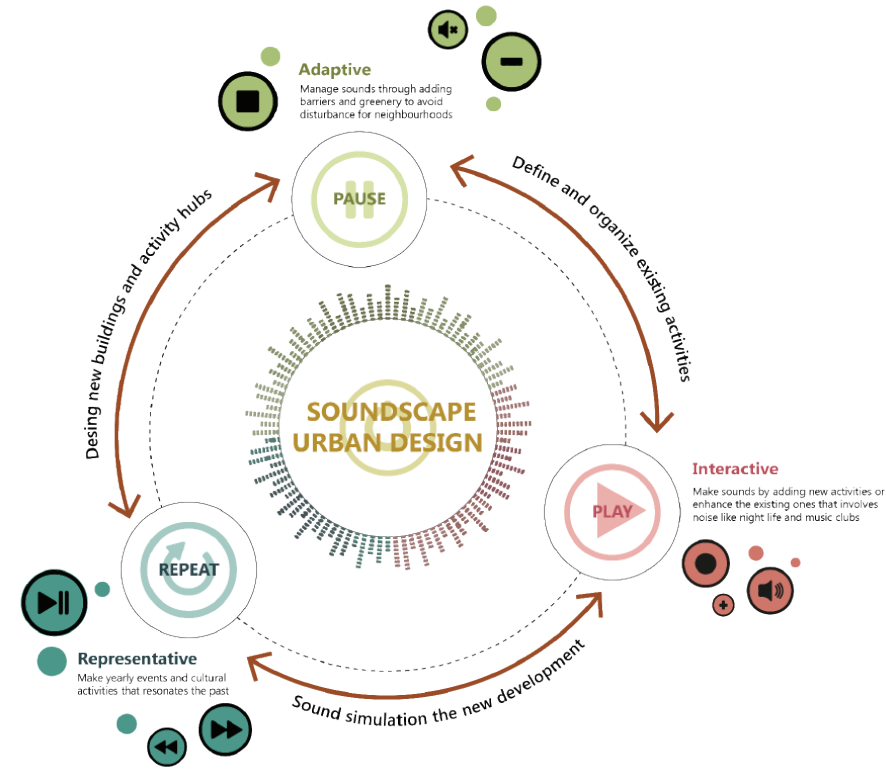 Adaptive
Manage sounds through adding
barriers and greenery to avoid
disturbance for neighbourhoods
PAUSE
Define and organize existing activities
Desing new buildings and activity hubs
SOUNDSCAPE
URBAN DESIGN
Interactive
Make sounds by adding new activities or
enhance the existing ones that involves
noise like night life and music clubs
PLAY
REPEAT
Representative
Make yearly events and cultural
activities that resonates the past
Sound simulation the new development